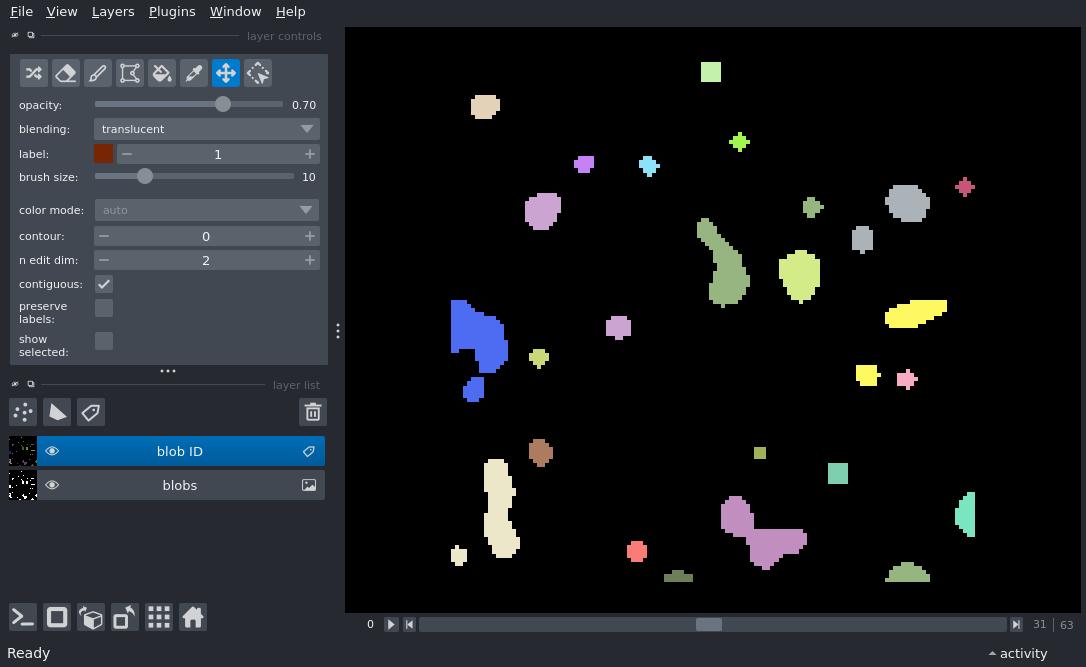 File View Layers Plugins Window Help
layer controls
opacity: 0.70
blending: translucent
label: 1
brush size: 10
color mode: auto
contour: 0
n edit dim: 2
contiguous:
preserve
labels:
show
selected:
layer list
blob ID
blobs
0 31 63
Ready activity